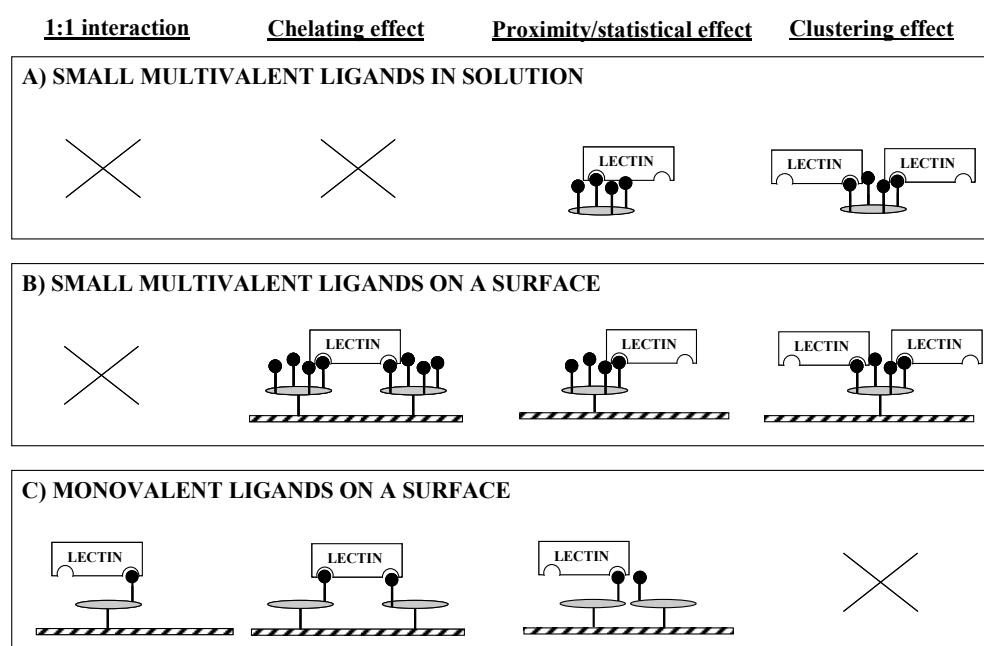 1:1 interaction Chelating effect Proximity/statistical effect Clustering effect
A) SMALL MULTIVALENT LIGANDS IN SOLUTION
LECTIN LECTIN LECTIN
B) SMALL MULTIVALENT LIGANDS ON A SURFACE
LECTIN LECTIN LECTIN LECTIN
C) MONOVALENT LIGANDS ON A SURFACE
LECTIN LECTIN LECTIN